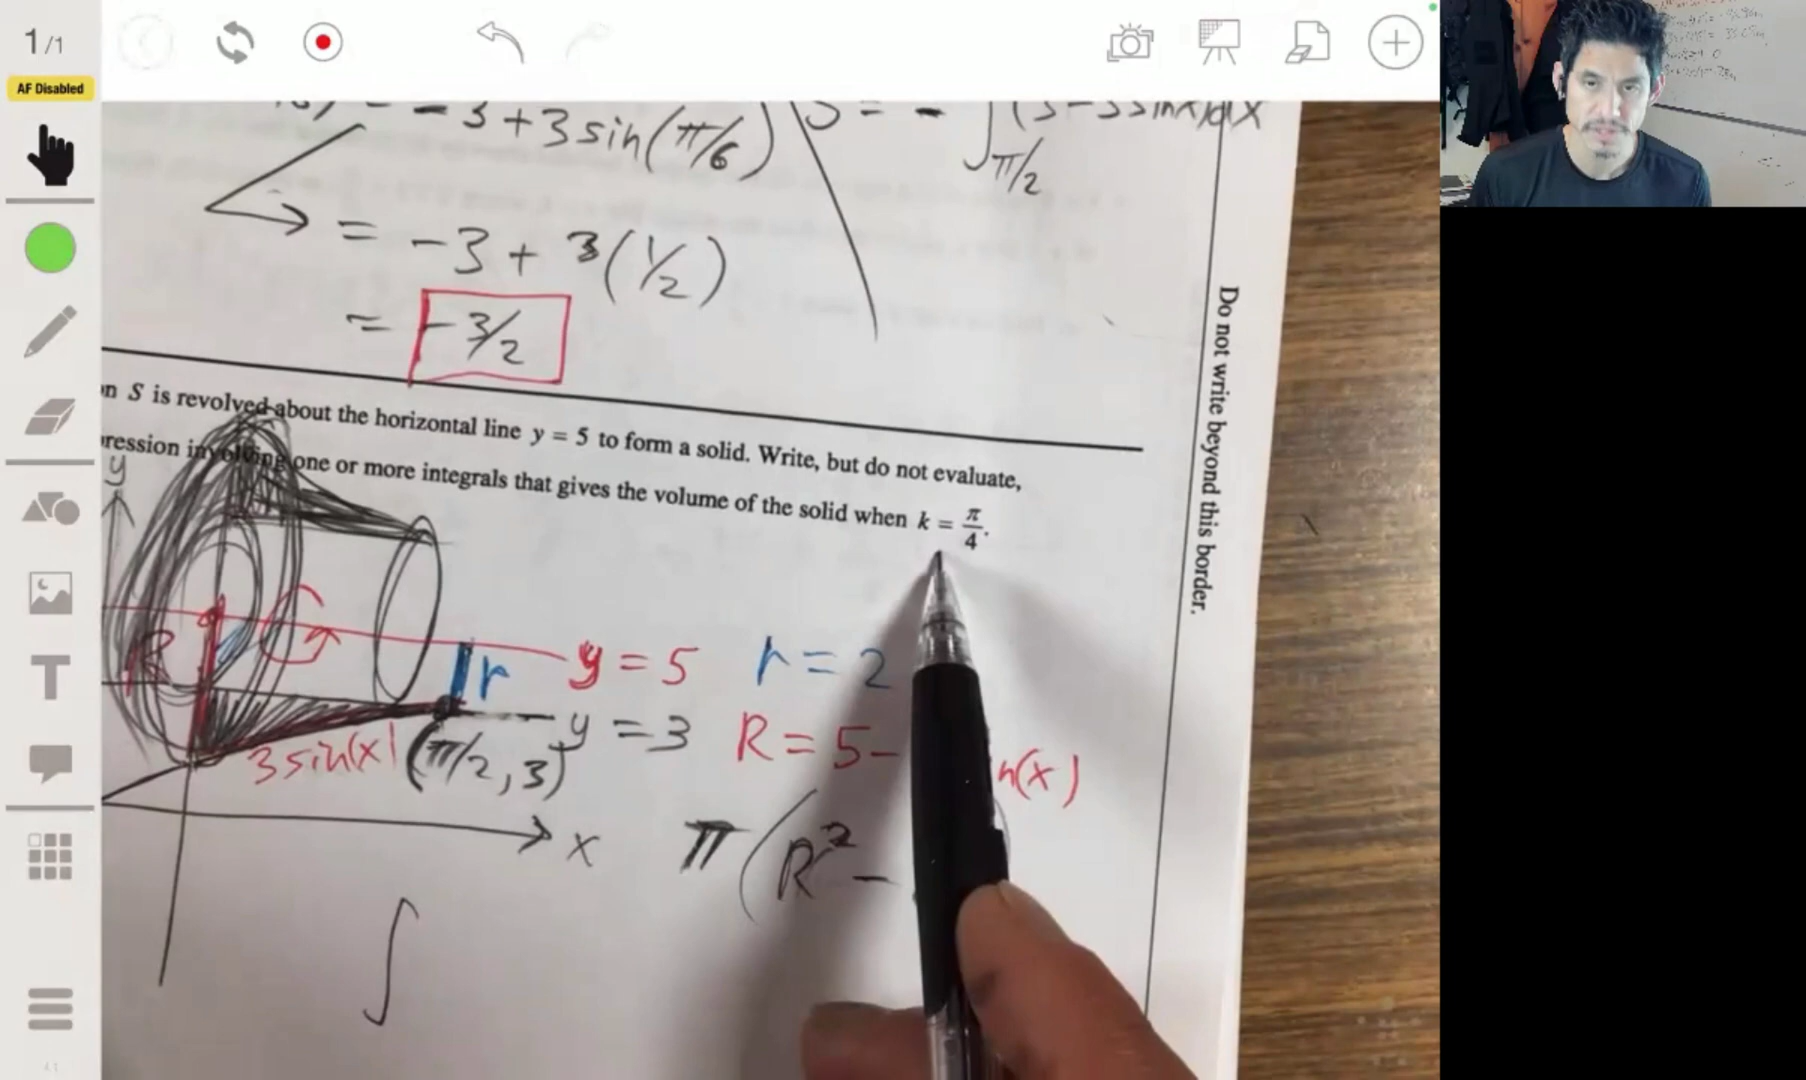 1/1
AF Disabled
= -3+3sin(π/6)
= - ∫π/2 (3-3sinx)dx
= -3 + 3(1/2)
= -3/2
S is revolved about the horizontal line y = 5 to form a solid. Write, but do not evaluate,
involving one or more integrals that gives the volume of the solid when k = π/4.
Do not write beyond this border.
y
R
r
y = 5
r = 2
3sin(x)
(π/2, 3)
y = 3
R = 5-
n(x)
x
π(R² -
∫
T